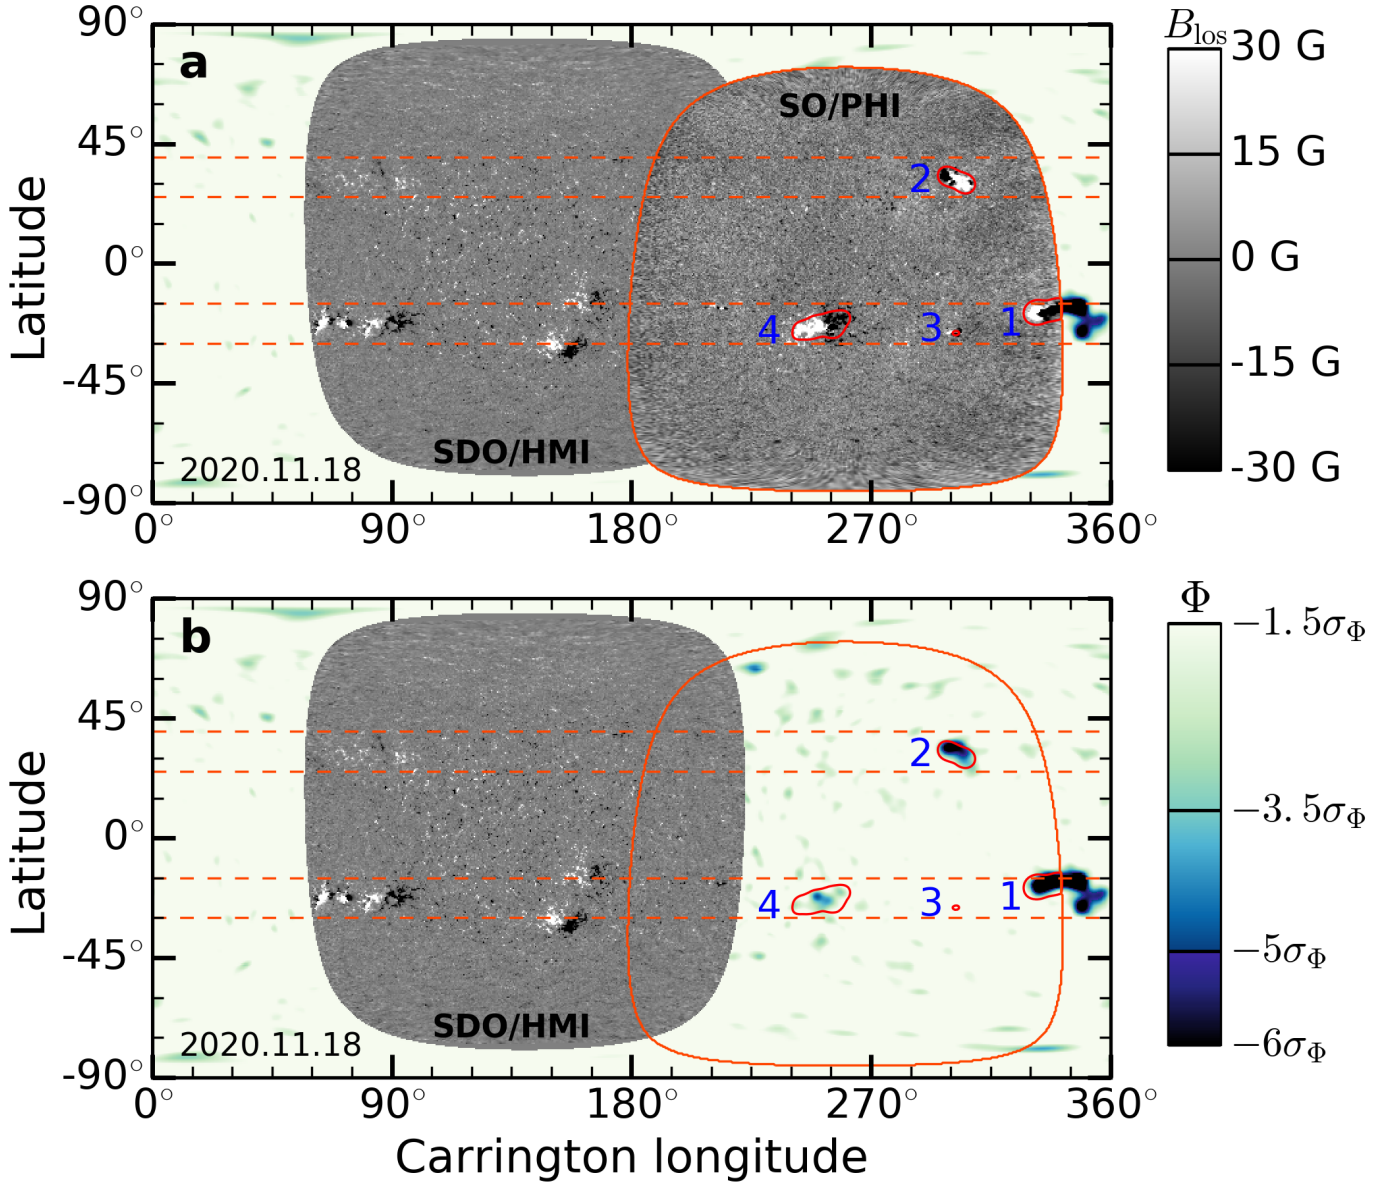 90°
45°
0°
-45°
-90°
Latitude
a
SO/PHI
SDO/HMI
2
4
3
1
2020.11.18
0°
90°
180°
270°
360°
B_los
30 G
15 G
0 G
-15 G
-30 G
90°
45°
0°
-45°
-90°
Latitude
b
2
4
3
1
SDO/HMI
2020.11.18
0°
90°
180°
270°
360°
Carrington longitude
Φ
−1.5σ_Φ
−3.5σ_Φ
−5σ_Φ
−6σ_Φ